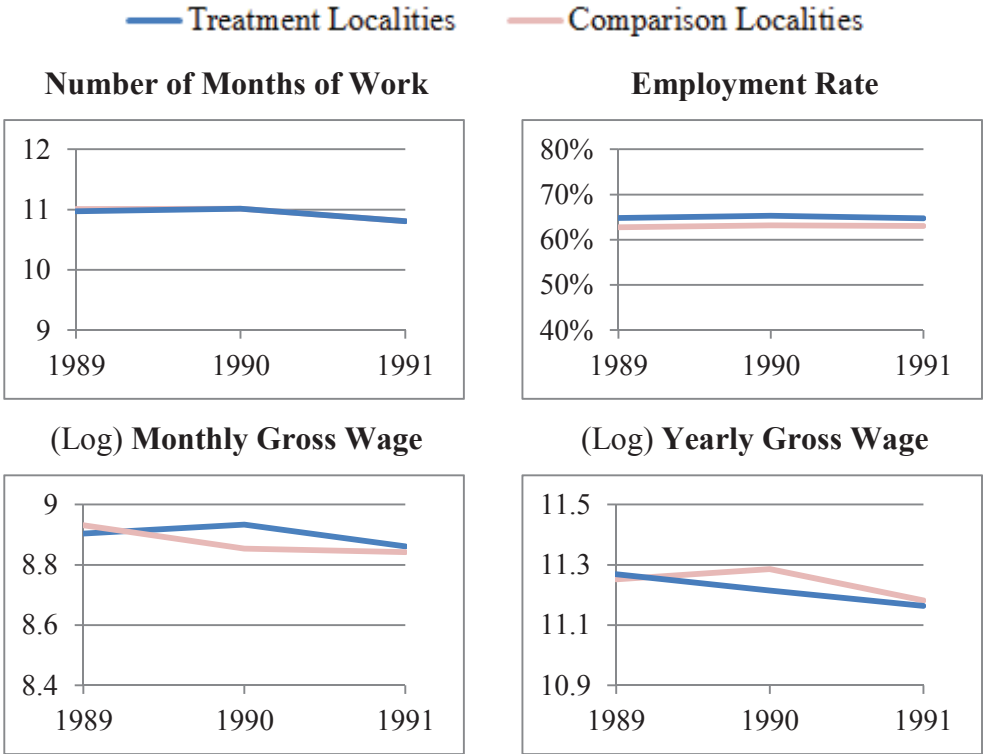 Treatment Localities Comparison Localities
Number of Months of Work
12
11
10
9
1989 1990 1991
Employment Rate
80%
70%
60%
50%
40%
1989 1990 1991
(Log) Monthly Gross Wage
9
8.8
8.6
8.4
1989 1990 1991
(Log) Yearly Gross Wage
11.5
11.3
11.1
10.9
1989 1990 1991